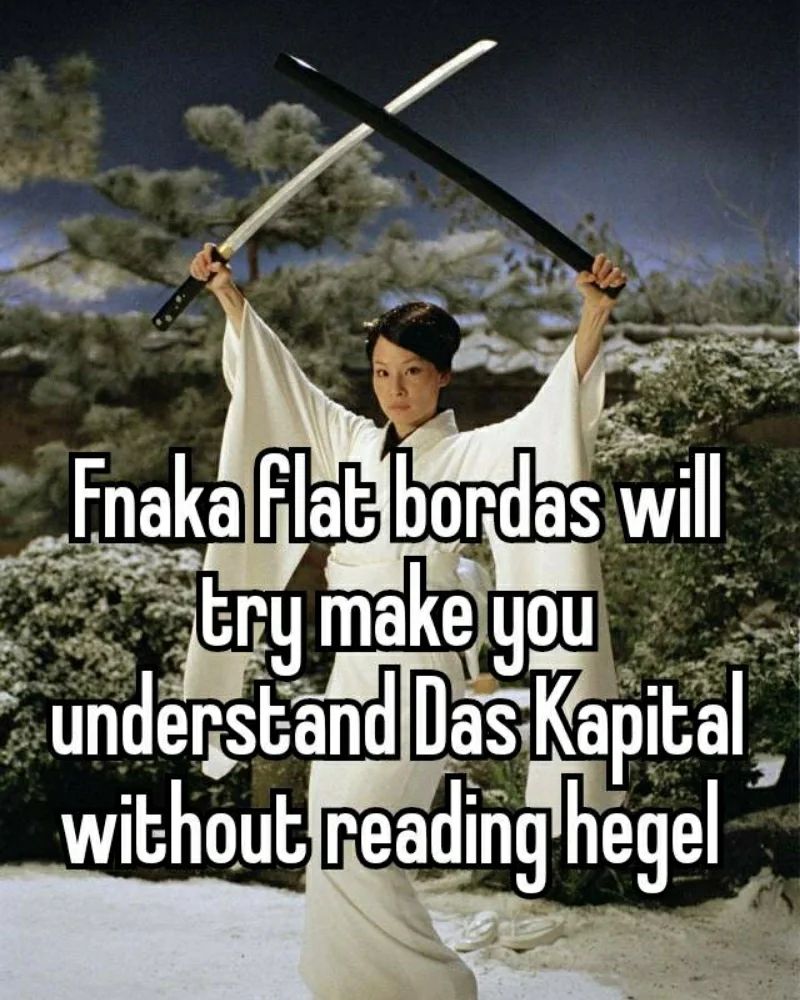 Fnaka flat bordas will
try make you
understand Das Kapital
without reading hegel